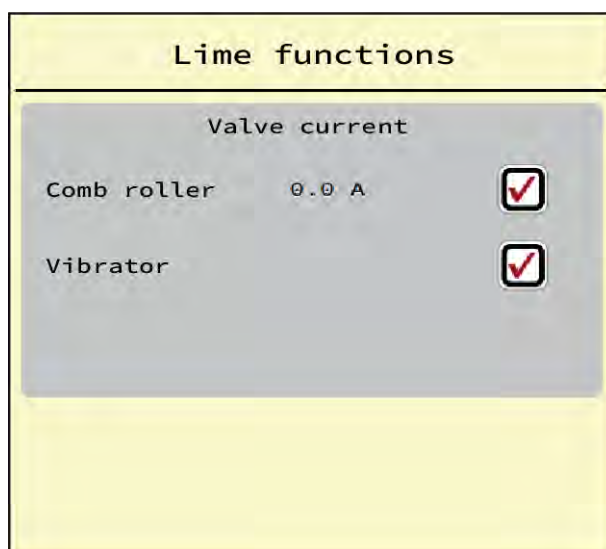 Lime functions
Valve current
Comb roller 0.0 A
Vibrator